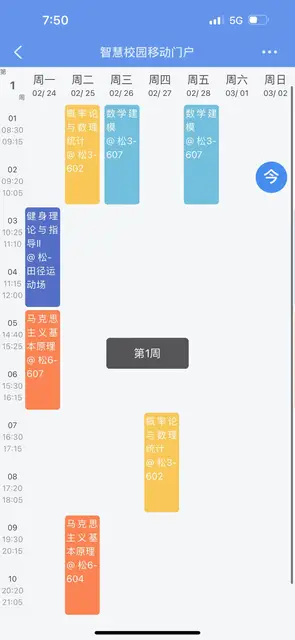 7:50
5G
智慧校园移动门户
第
1
周
周一
02/24
周二
02/25
周三
02/26
周四
02/27
周五
02/28
周六
03/01
周日
03/02
01
08:30
09:15
02
09:20
10:05
03
10:25
11:10
04
11:15
12:00
05
14:40
15:25
06
15:30
16:15
07
16:30
17:15
08
17:20
18:05
09
19:30
20:15
10
20:20
21:05
概率论
与数理
统计
@ 松3-
602
数学建
模
@ 松3-
607
数学建
模
@ 松3-
607
今
健身理
论与指
导II
@ 松-
田径运
动场
马克思
主义基
本原理
@ 松6-
607
第1周
概率论
与数理
统计
@ 松3-
602
马克思
主义基
本原理
@ 松6-
604